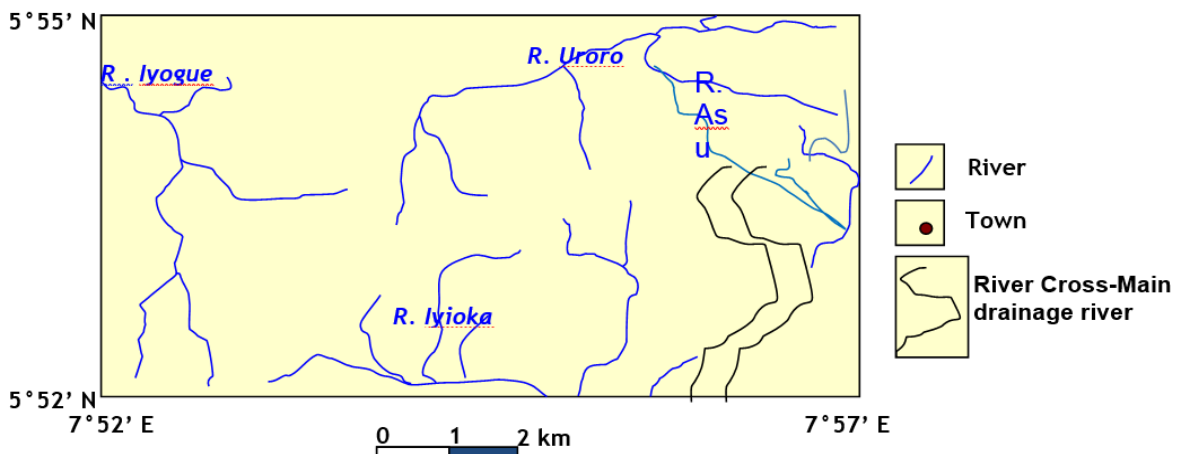 5°55’ N
R. Uroro
R . Iyogue
R.
As
u
River
Town
River Cross-Main
drainage river
R. Iyioka
5°52’ N
7°52’ E
7°57’ E
0 1 2 km